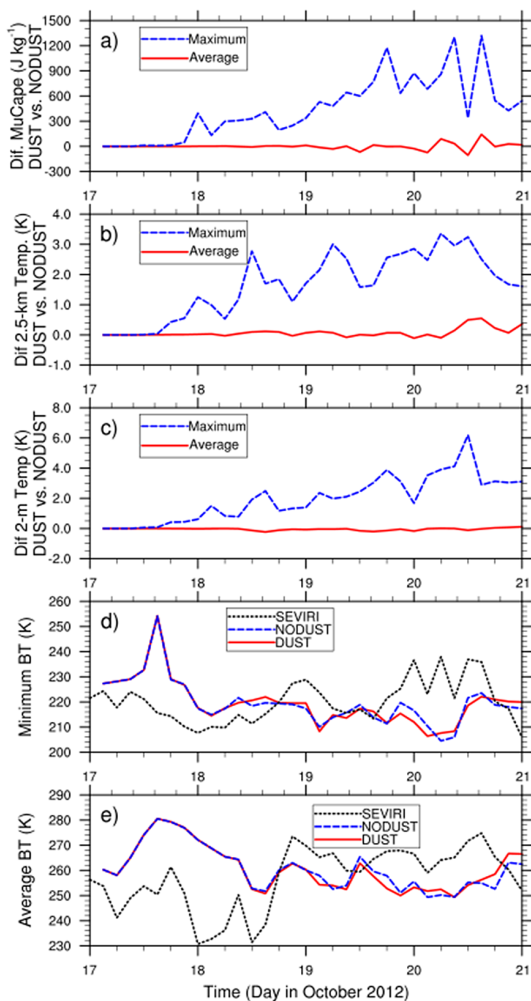 a)
Dif. MuCape (J kg⁻¹)
DUST vs. NODUST
1500
1200
900
600
300
0
-300
Maximum
Average
17 18 19 20 21
b)
Dif 2.5-km Temp. (K)
DUST vs. NODUST
4.0
3.0
2.0
1.0
0.0
-1.0
Maximum
Average
17 18 19 20 21
c)
Dif 2-m Temp (K)
DUST vs. NODUST
8.0
6.0
4.0
2.0
0.0
-2.0
Maximum
Average
17 18 19 20 21
d)
Minimum BT (K)
260
250
240
230
220
210
200
SEVIRI
NODUST
DUST
17 18 19 20 21
e)
Average BT (K)
290
280
270
260
250
240
230
SEVIRI
NODUST
DUST
17 18 19 20 21
Time (Day in October 2012)